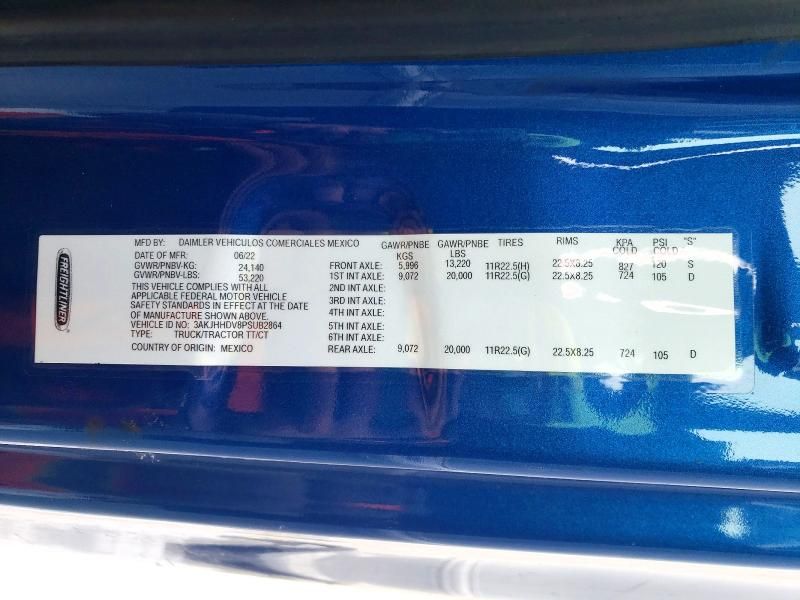 FREIGHTLINER
MFD BY: DAIMLER VEHICULOS COMERCIALES MEXICO
DATE OF MFR: 06/22
GVWR/PNBV-KG: 24,140
GVWR/PNBV-LBS: 53,220
THIS VEHICLE COMPLIES WITH ALL
APPLICABLE FEDERAL MOTOR VEHICLE
SAFETY STANDARDS IN EFFECT AT THE DATE
OF MANUFACTURE SHOWN ABOVE.
VEHICLE ID NO: 3AKJHHDV8PSUB2864
TYPE: TRUCK/TRACTOR TT/CT
COUNTRY OF ORIGIN: MEXICO
GAWR/PNBE GAWR/PNBE TIRES RIMS KPA PSI "S"
KGS LBS COLD COLD
FRONT AXLE: 5,996 13,220 11R22.5(H) 22.5X8.25 827 120 S
1ST INT AXLE: 9,072 20,000 11R22.5(G) 22.5X8.25 724 105 D
2ND INT AXLE:
3RD INT AXLE:
4TH INT AXLE:
5TH INT AXLE:
6TH INT AXLE:
REAR AXLE: 9,072 20,000 11R22.5(G) 22.5X8.25 724 105 D